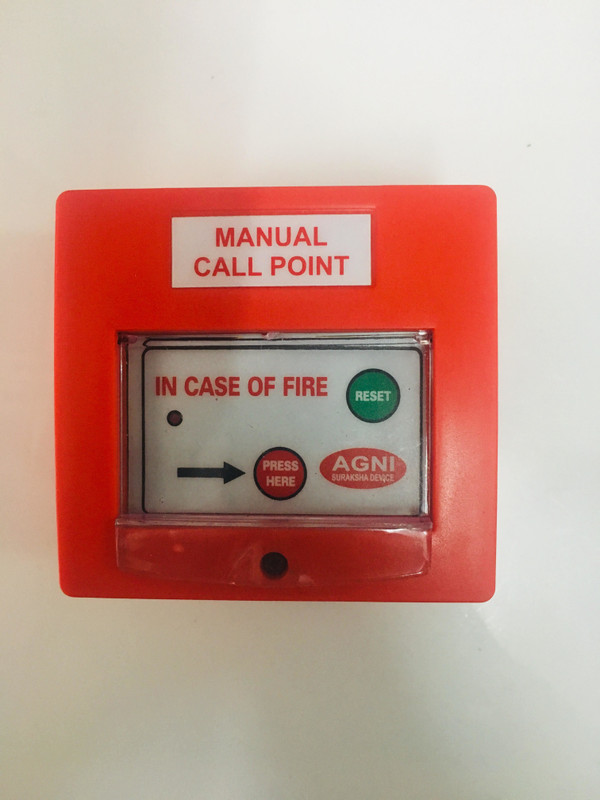 MANUAL
CALL POINT
IN CASE OF FIRE
RESET
PRESS
HERE
AGNI
SURAKSHA DEVICE